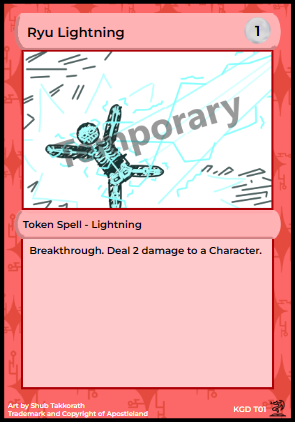 Ryu Lightning
1
Temporary
Token Spell - Lightning
Breakthrough. Deal 2 damage to a Character.
Art by Shub Takkorath
Trademark and Copyright of Apostleland
KGD T01